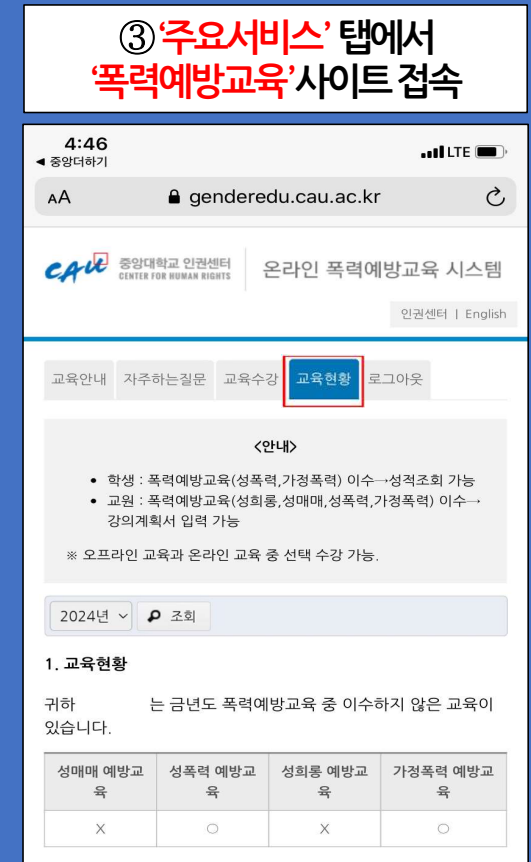 ③‘주요서비스’ 탭에서
‘폭력예방교육’사이트 접속
4:46
◀ 중앙더하기
LTE
AA genderedu.cau.ac.kr
CAU 중앙대학교 인권센터
CENTER FOR HUMAN RIGHTS
온라인 폭력예방교육 시스템
인권센터 | English
교육안내 자주하는질문 교육수강 교육현황 로그아웃
<안내>
• 학생 : 폭력예방교육(성폭력,가정폭력) 이수→성적조회 가능
• 교원 : 폭력예방교육(성희롱,성매매,성폭력,가정폭력) 이수→
강의계획서 입력 가능
※ 오프라인 교육과 온라인 교육 중 선택 수강 가능.
2024년 조회
1. 교육현황
귀하 는 금년도 폭력예방교육 중 이수하지 않은 교육이
있습니다.
성매매 예방교육 성폭력 예방교육 성희롱 예방교육 가정폭력 예방교육
X ○ X ○